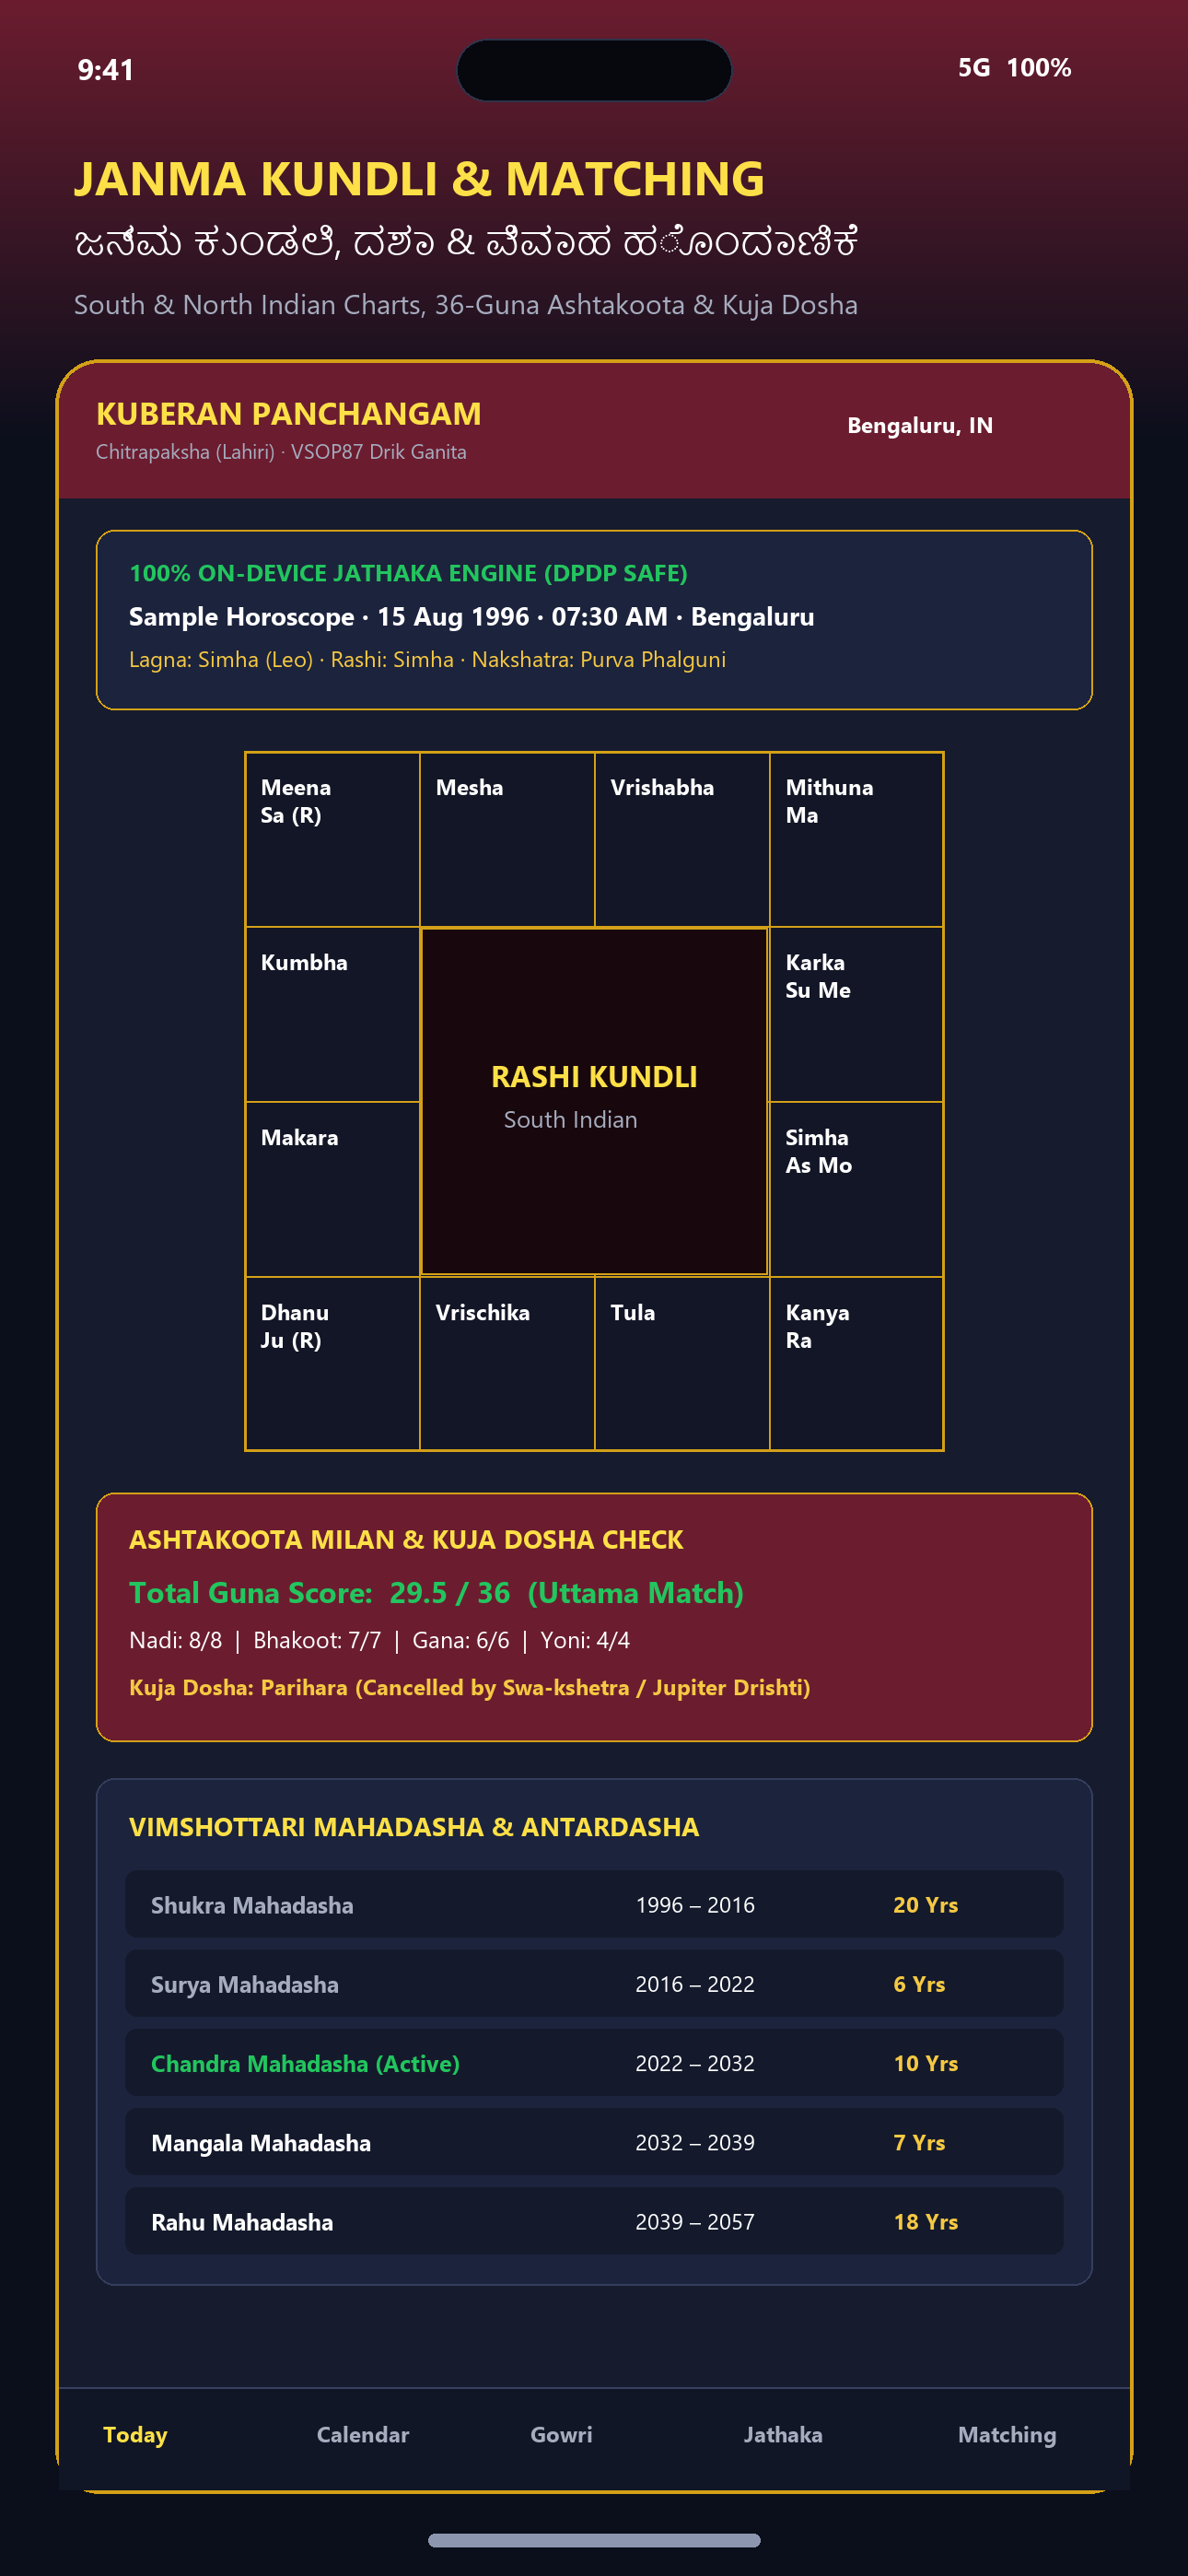 9:41
5G 100%
JANMA KUNDLI & MATCHING
ಜನ್ಮ ಕುಂಡಲಿ, ದಶಾ & ವಿವಾಹ ಹೊಂದಾಣಿಕೆ
South & North Indian Charts, 36-Guna Ashtakoota & Kuja Dosha
KUBERAN PANCHANGAM
Bengaluru, IN
Chitrapaksha (Lahiri) · VSOP87 Drik Ganita
100% ON-DEVICE JATHAKA ENGINE (DPDP SAFE)
Sample Horoscope · 15 Aug 1996 · 07:30 AM · Bengaluru
Lagna: Simha (Leo) · Rashi: Simha · Nakshatra: Purva Phalguni
Meena
Sa (R)
Mesha
Vrishabha
Mithuna
Ma
Kumbha
Karka
Su Me
RASHI KUNDLI
South Indian
Makara
Simha
As Mo
Dhanu
Ju (R)
Vrischika
Tula
Kanya
Ra
ASHTAKOOTA MILAN & KUJA DOSHA CHECK
Total Guna Score: 29.5 / 36 (Uttama Match)
Nadi: 8/8 | Bhakoot: 7/7 | Gana: 6/6 | Yoni: 4/4
Kuja Dosha: Parihara (Cancelled by Swa-kshetra / Jupiter Drishti)
VIMSHOTTARI MAHADASHA & ANTARDASHA
Shukra Mahadasha 1996 – 2016 20 Yrs
Surya Mahadasha 2016 – 2022 6 Yrs
Chandra Mahadasha (Active) 2022 – 2032 10 Yrs
Mangala Mahadasha 2032 – 2039 7 Yrs
Rahu Mahadasha 2039 – 2057 18 Yrs
Today Calendar Gowri Jathaka Matching